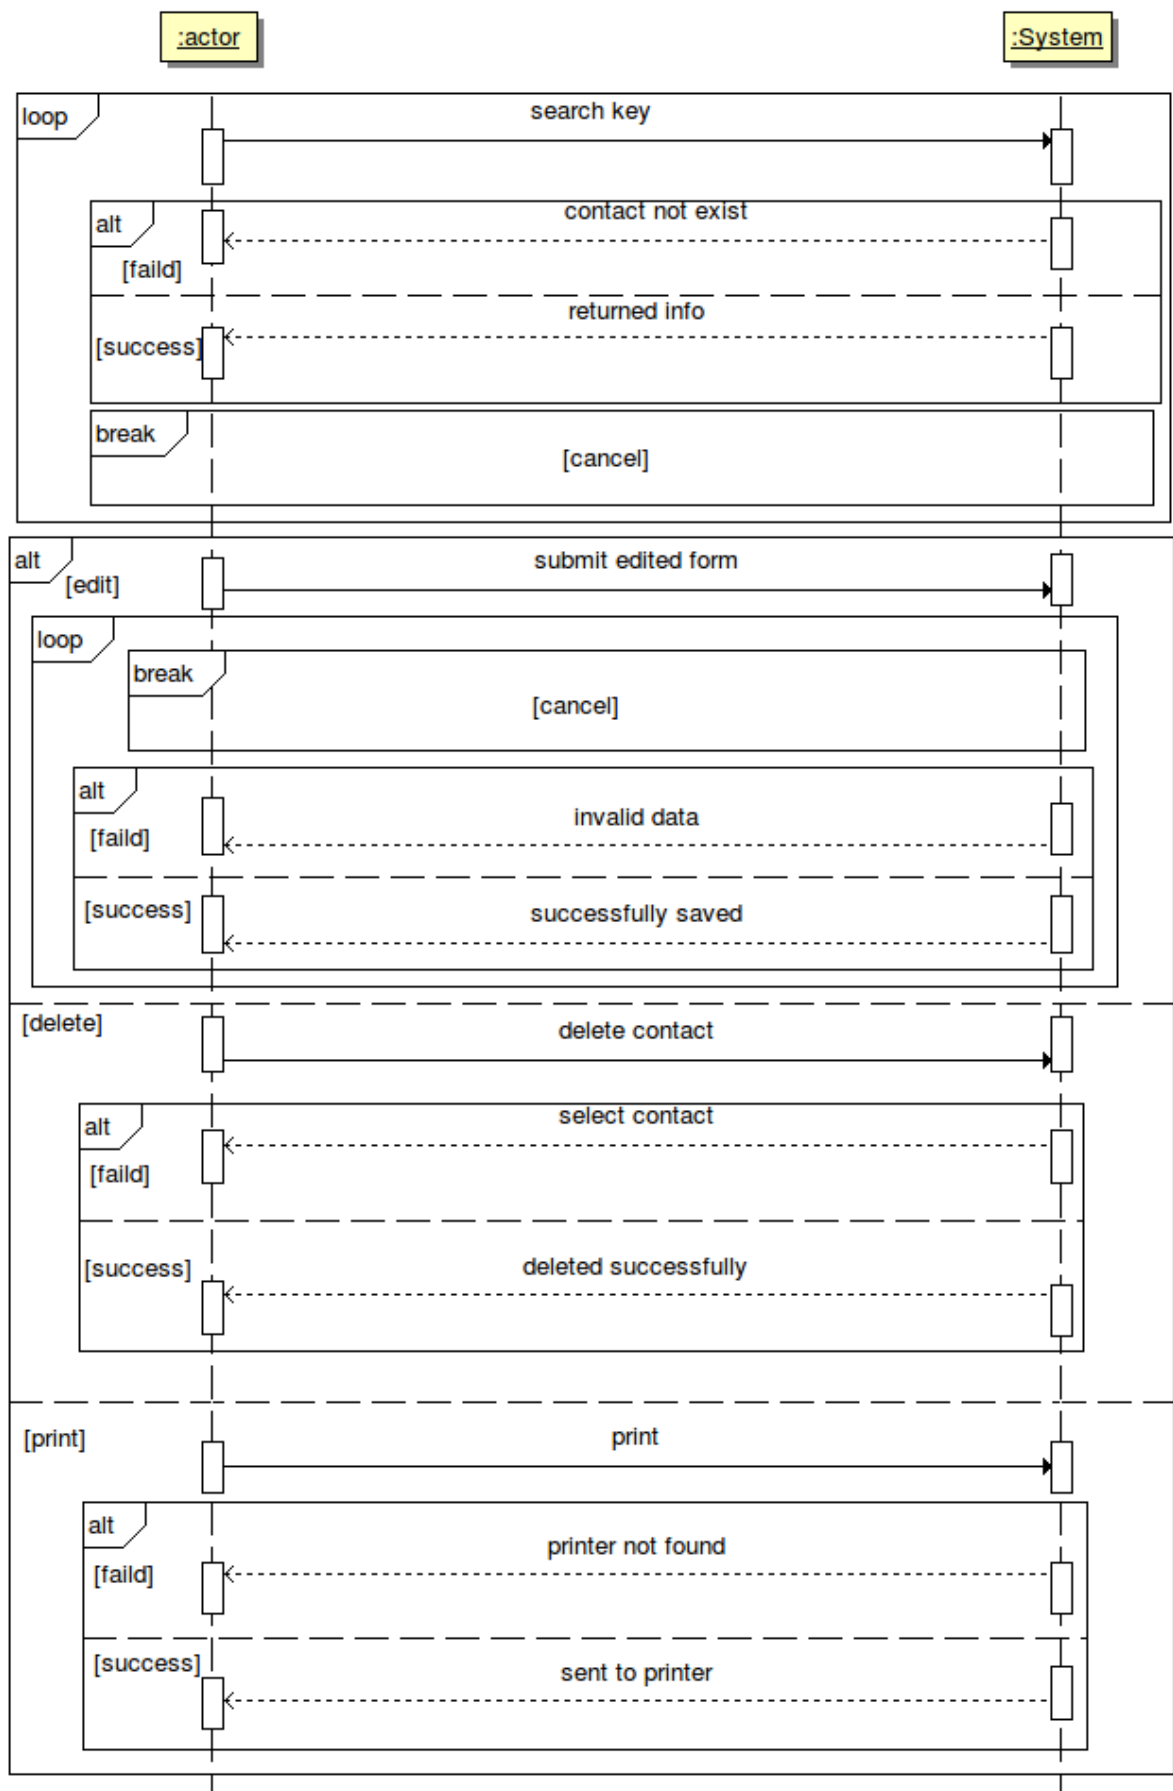 :actor
:System
loop
search key
alt
contact not exist
[faild]
returned info
[success]
break
[cancel]
alt
submit edited form
[edit]
loop
break
[cancel]
alt
invalid data
[faild]
[success]
successfully saved
[delete]
delete contact
alt
select contact
[faild]
[success]
deleted successfully
[print]
print
alt
printer not found
[faild]
[success]
sent to printer